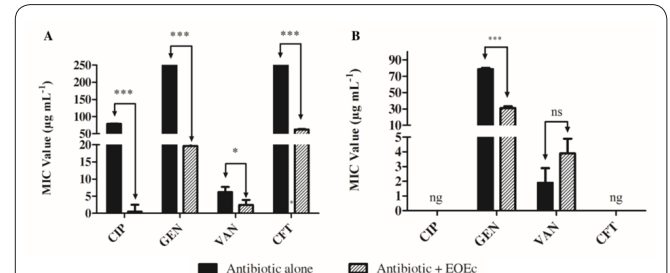 A
MIC Value (µg mL⁻¹)
250
200
150
100
50
20
15
10
5
0
***
***
*
***
*
CIP
GEN
VAN
CFT
B
MIC Value (µg mL⁻¹)
90
70
50
30
10
5
4
3
2
1
0
ng
***
ns
ng
CIP
GEN
VAN
CFT
Antibiotic alone
Antibiotic + EOEc